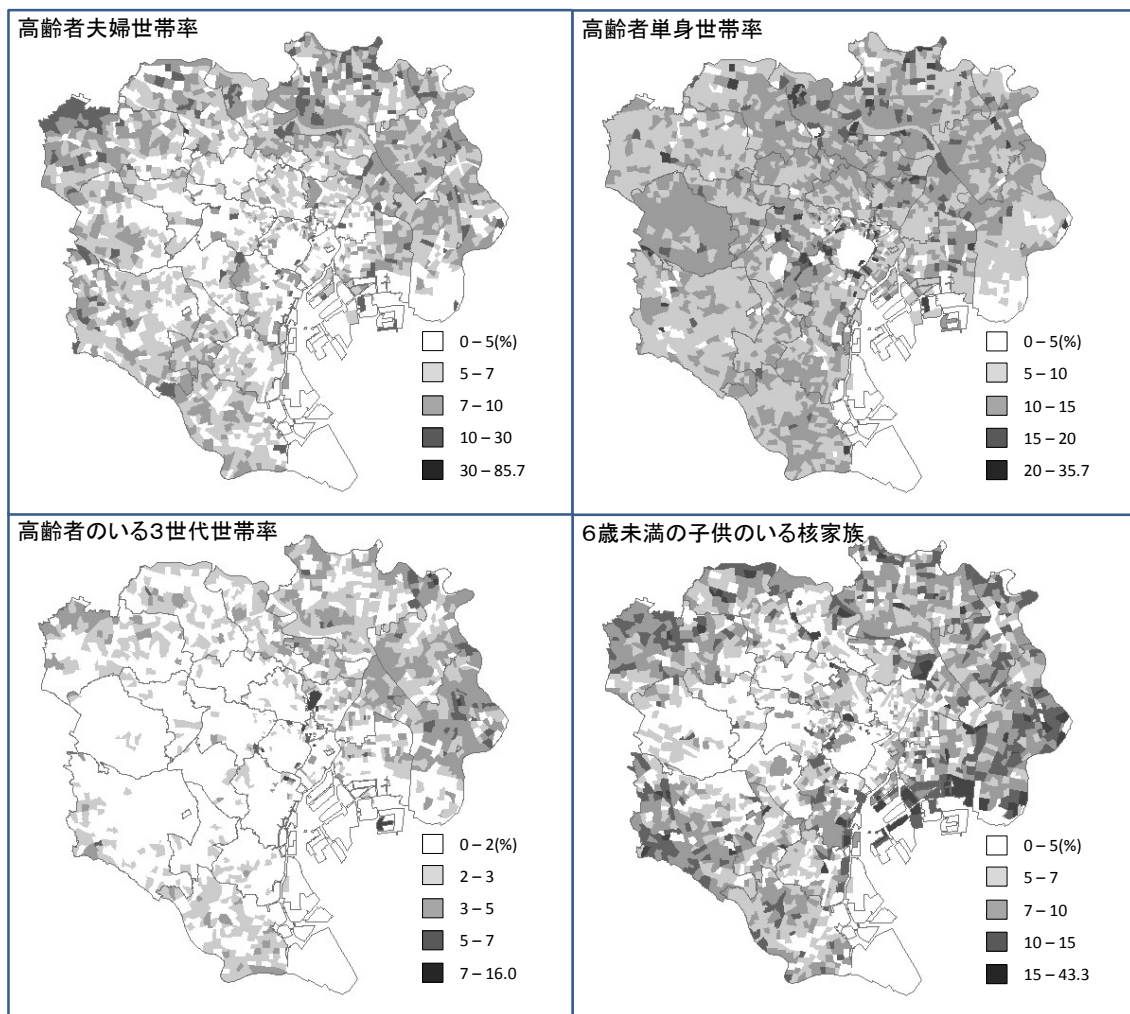 高齢者夫婦世帯率
0 – 5(%)
5 – 7
7 – 10
10 – 30
30 – 85.7
高齢者単身世帯率
0 – 5(%)
5 – 10
10 – 15
15 – 20
20 – 35.7
高齢者のいる3世代世帯率
0 – 2(%)
2 – 3
3 – 5
5 – 7
7 – 16.0
6歳未満の子供のいる核家族
0 – 5(%)
5 – 7
7 – 10
10 – 15
15 – 43.3